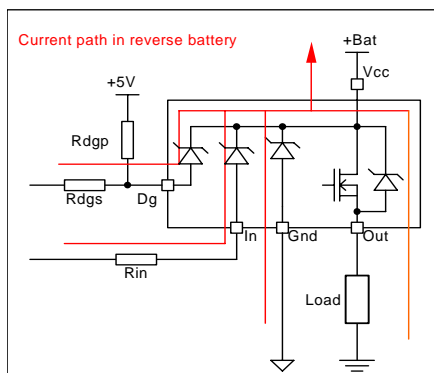 Current path in reverse battery
+Bat
Vcc
+5V
Rdgp
Rdgs
Dg
In
Gnd
Out
Rin
Load